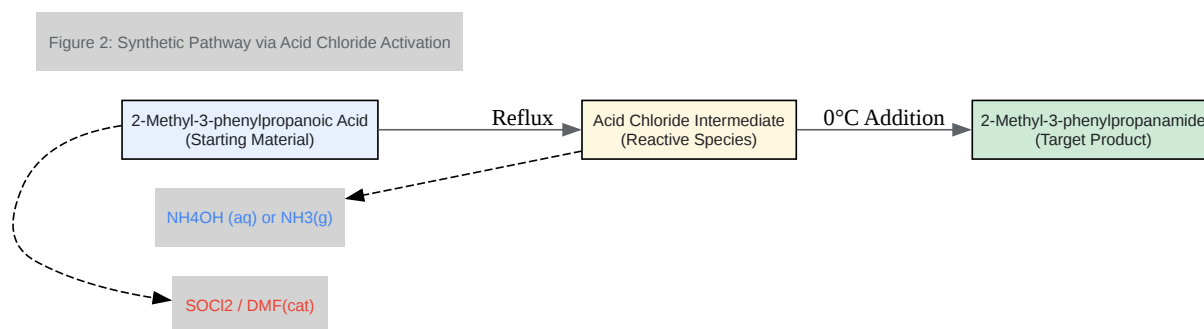 Figure 2: Synthetic Pathway via Acid Chloride Activation
2-Methyl-3-phenylpropanoic Acid
(Starting Material)
Reflux
Acid Chloride Intermediate
(Reactive Species)
0°C Addition
2-Methyl-3-phenylpropanamide
(Target Product)
NH4OH (aq) or NH3(g)
SOCl2 / DMF(cat)